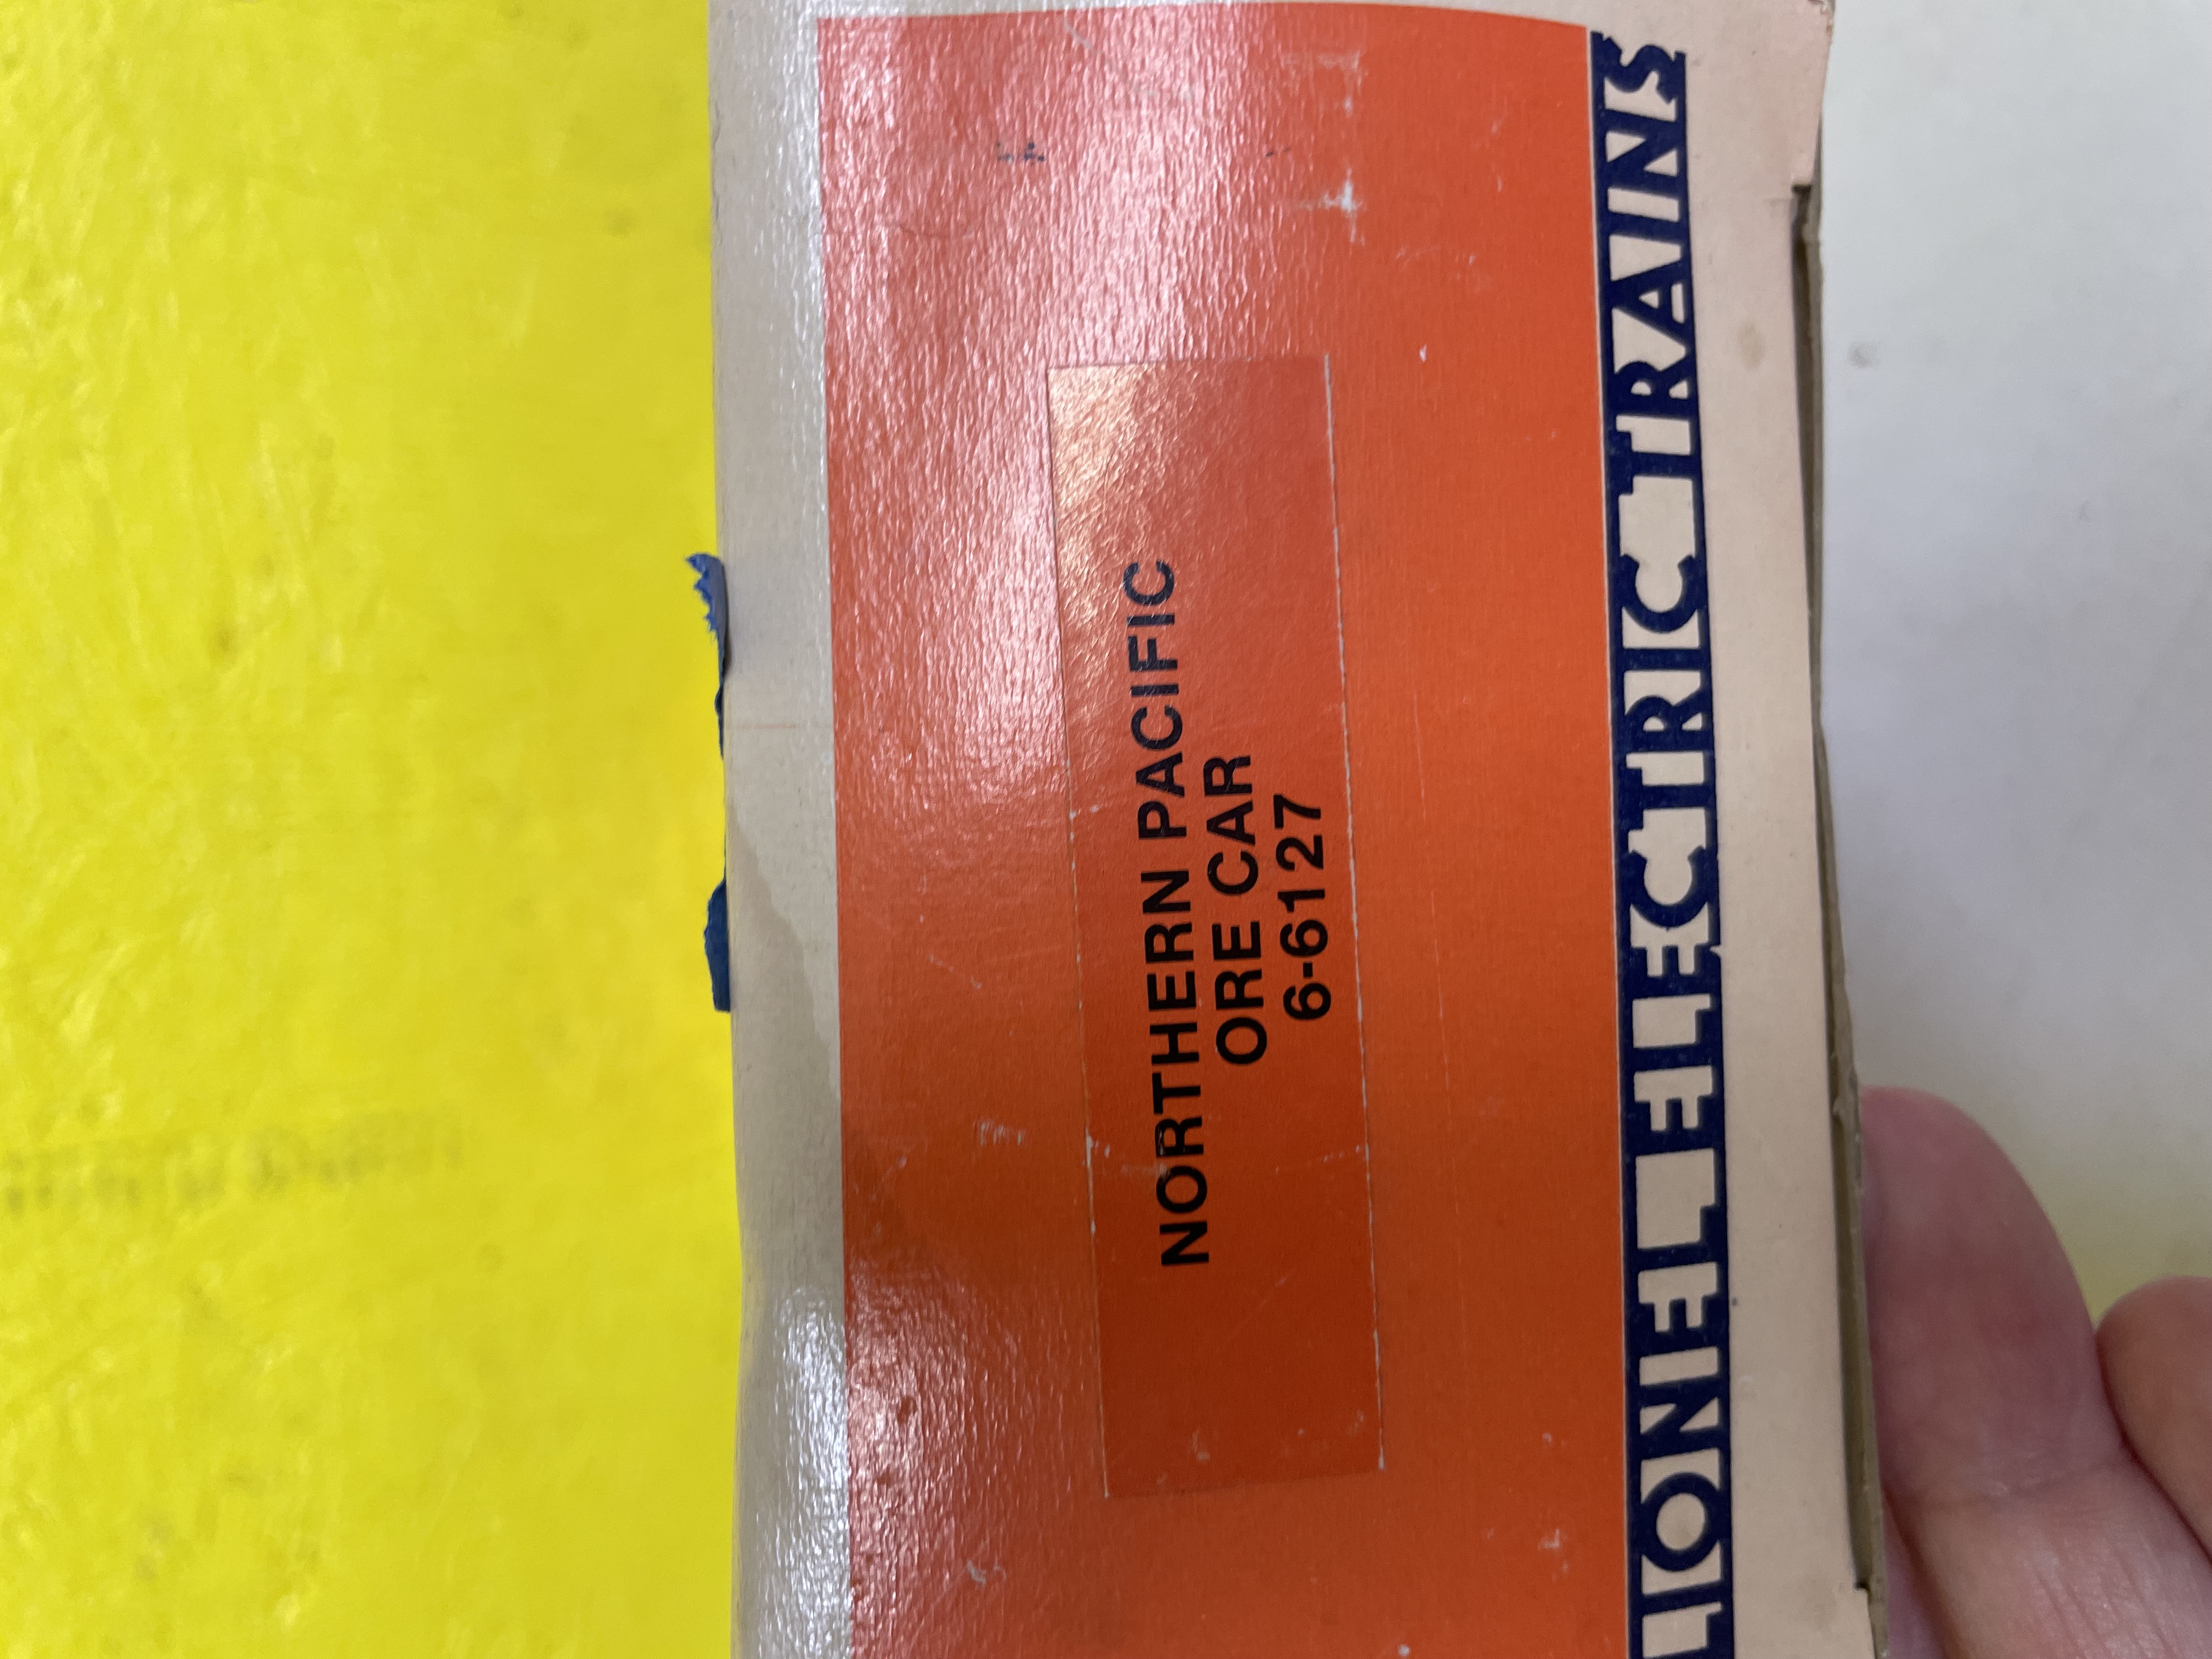 NORTHERN PACIFIC
ORE CAR
6-6127
LIONEL ELECTRIC TRAINS